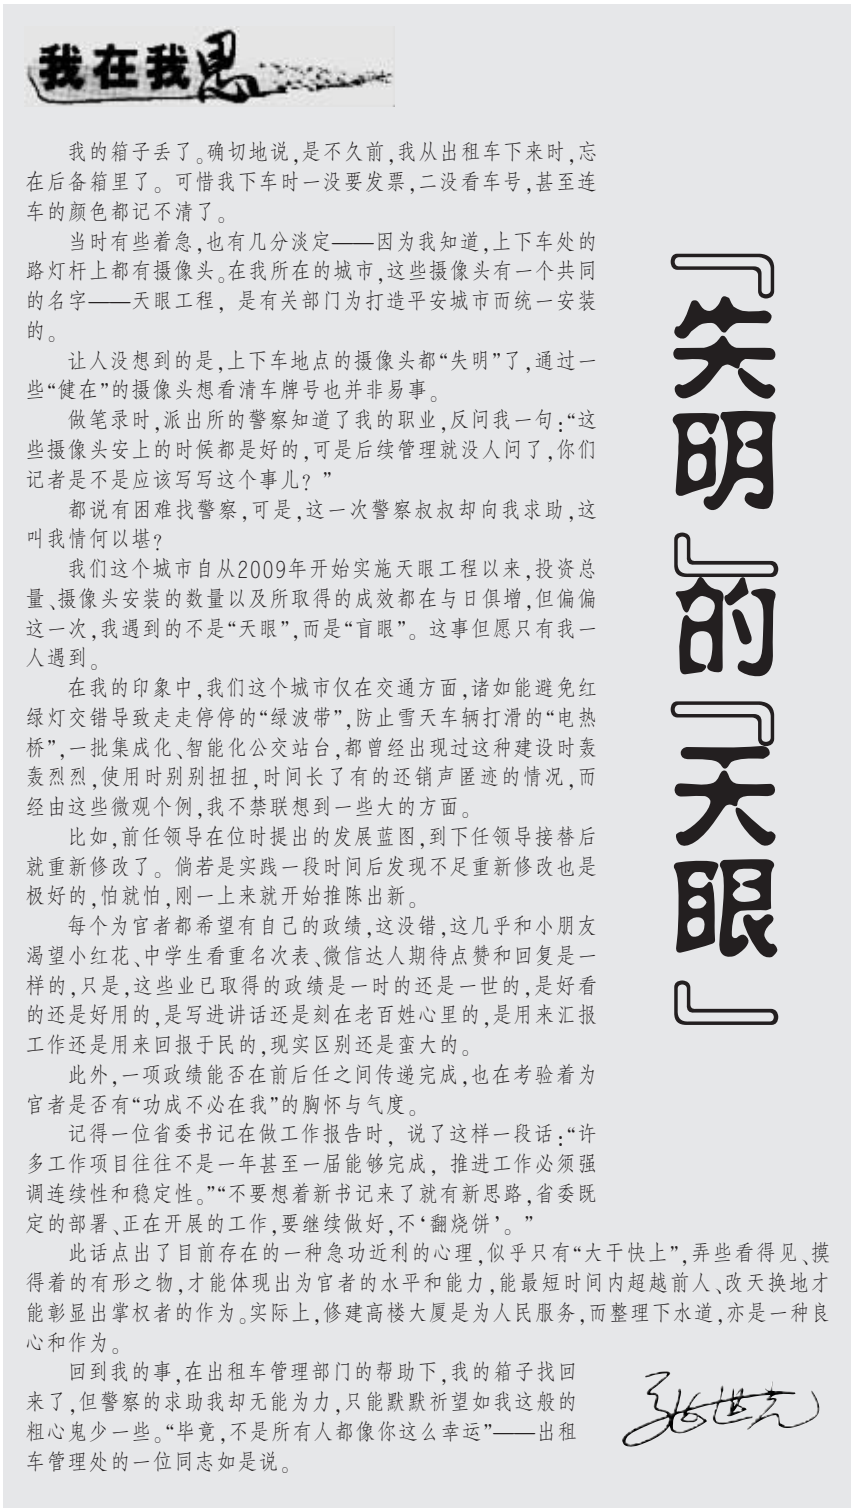 我在我思
『失明』的『天眼』
我的箱子丢了。确切地说,是不久前,我从出租车下来时,忘
在后备箱里了。可惜我下车时一没要发票,二没看车号,甚至连
车的颜色都记不清了。
当时有些着急,也有几分淡定——因为我知道,上下车处的
路灯杆上都有摄像头。在我所在的城市,这些摄像头有一个共同
的名字——天眼工程, 是有关部门为打造平安城市而统一安装
的。
让人没想到的是,上下车地点的摄像头都“失明”了,通过一
些“健在”的摄像头想看清车牌号也并非易事。
做笔录时,派出所的警察知道了我的职业,反问我一句:“这
些摄像头安上的时候都是好的,可是后续管理就没人问了,你们
记者是不是应该写写这个事儿?”
都说有困难找警察,可是,这一次警察叔叔却向我求助,这
叫我情何以堪?
我们这个城市自从2009年开始实施天眼工程以来,投资总
量、摄像头安装的数量以及所取得的成效都在与日俱增,但偏偏
这一次,我遇到的不是“天眼”,而是“盲眼”。这事但愿只有我一
人遇到。
在我的印象中,我们这个城市仅在交通方面,诸如能避免红
绿灯交错导致走走停停的“绿波带”,防止雪天车辆打滑的“电热
桥”,一批集成化、智能化公交站台,都曾经出现过这种建设时轰
轰烈烈,使用时别别扭扭,时间长了有的还销声匿迹的情况,而
经由这些微观个例,我不禁联想到一些大的方面。
比如,前任领导在位时提出的发展蓝图,到下任领导接替后
就重新修改了。倘若是实践一段时间后发现不足重新修改也是
极好的,怕就怕,刚一上来就开始推陈出新。
每个为官者都希望有自己的政绩,这没错,这几乎和小朋友
渴望小红花、中学生看重名次表、微信达人期待点赞和回复是一
样的,只是,这些业已取得的政绩是一时的还是一世的,是好看
的还是好用的,是写进讲话还是刻在老百姓心里的,是用来汇报
工作还是用来回报于民的,现实区别还是蛮大的。
此外,一项政绩能否在前后任之间传递完成,也在考验着为
官者是否有“功成不必在我”的胸怀与气度。
记得一位省委书记在做工作报告时, 说了这样一段话:“许
多工作项目往往不是一年甚至一届能够完成, 推进工作必须强
调连续性和稳定性。”“不要想着新书记来了就有新思路,省委既
定的部署、正在开展的工作,要继续做好,不‘翻烧饼’。”
此话点出了目前存在的一种急功近利的心理,似乎只有“大干快上”,弄些看得见、摸
得着的有形之物,才能体现出为官者的水平和能力,能最短时间内超越前人、改天换地才
能彰显出掌权者的作为。实际上,修建高楼大厦是为人民服务,而整理下水道,亦是一种良
心和作为。
回到我的事,在出租车管理部门的帮助下,我的箱子找回
来了,但警察的求助我却无能为力,只能默默祈望如我这般的
粗心鬼少一些。“毕竟,不是所有人都像你这么幸运”——出租
车管理处的一位同志如是说。
张世光